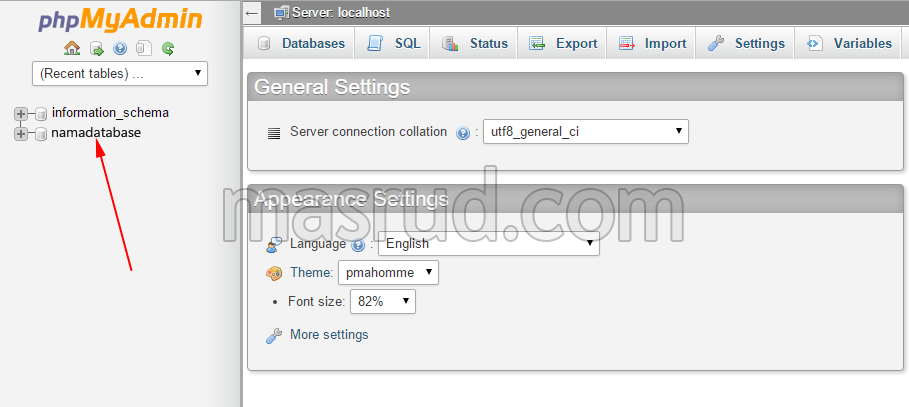 phpMyAdmin
(Recent tables) ...
information_schema
namadatabase
Server: localhost
Databases SQL Status Export Import Settings Variables
General Settings
Server connection collation : utf8_general_ci
Appearance Settings
masrud.com
Language : English
Theme: pmahomme
Font size: 82%
More settings